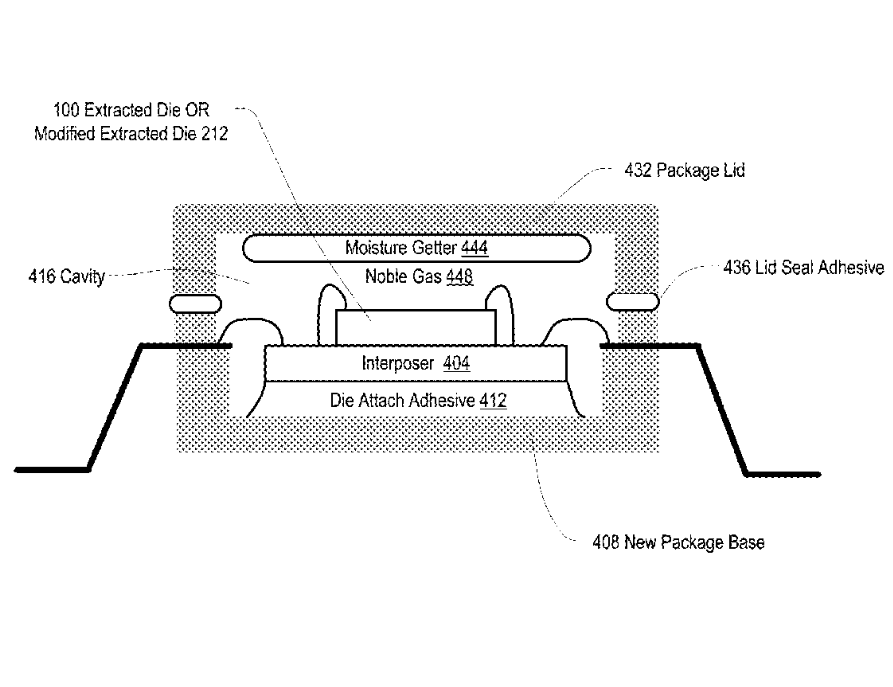 100 Extracted Die OR
Modified Extracted Die 212
432 Package Lid
Moisture Getter 444
416 Cavity
Noble Gas 448
436 Lid Seal Adhesive
Interposer 404
Die Attach Adhesive 412
408 New Package Base